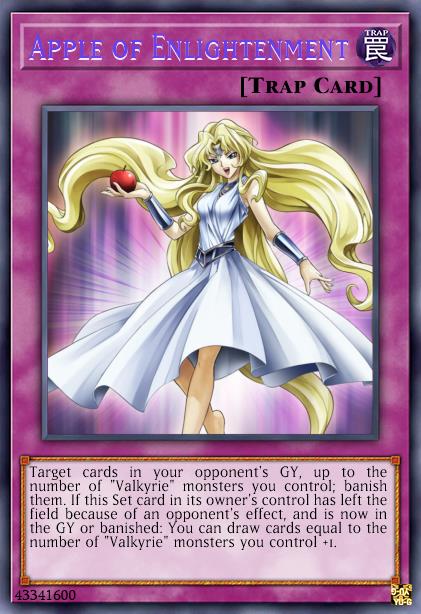 APPLE OF ENLIGHTENMENT
TRAP
罠
[TRAP CARD]
Target cards in your opponent's GY, up to the
number of "Valkyrie" monsters you control; banish
them. If this Set card in its owner's control has left the
field because of an opponent's effect, and is now in
the GY or banished: You can draw cards equal to the
number of "Valkyrie" monsters you control +1.
43341600